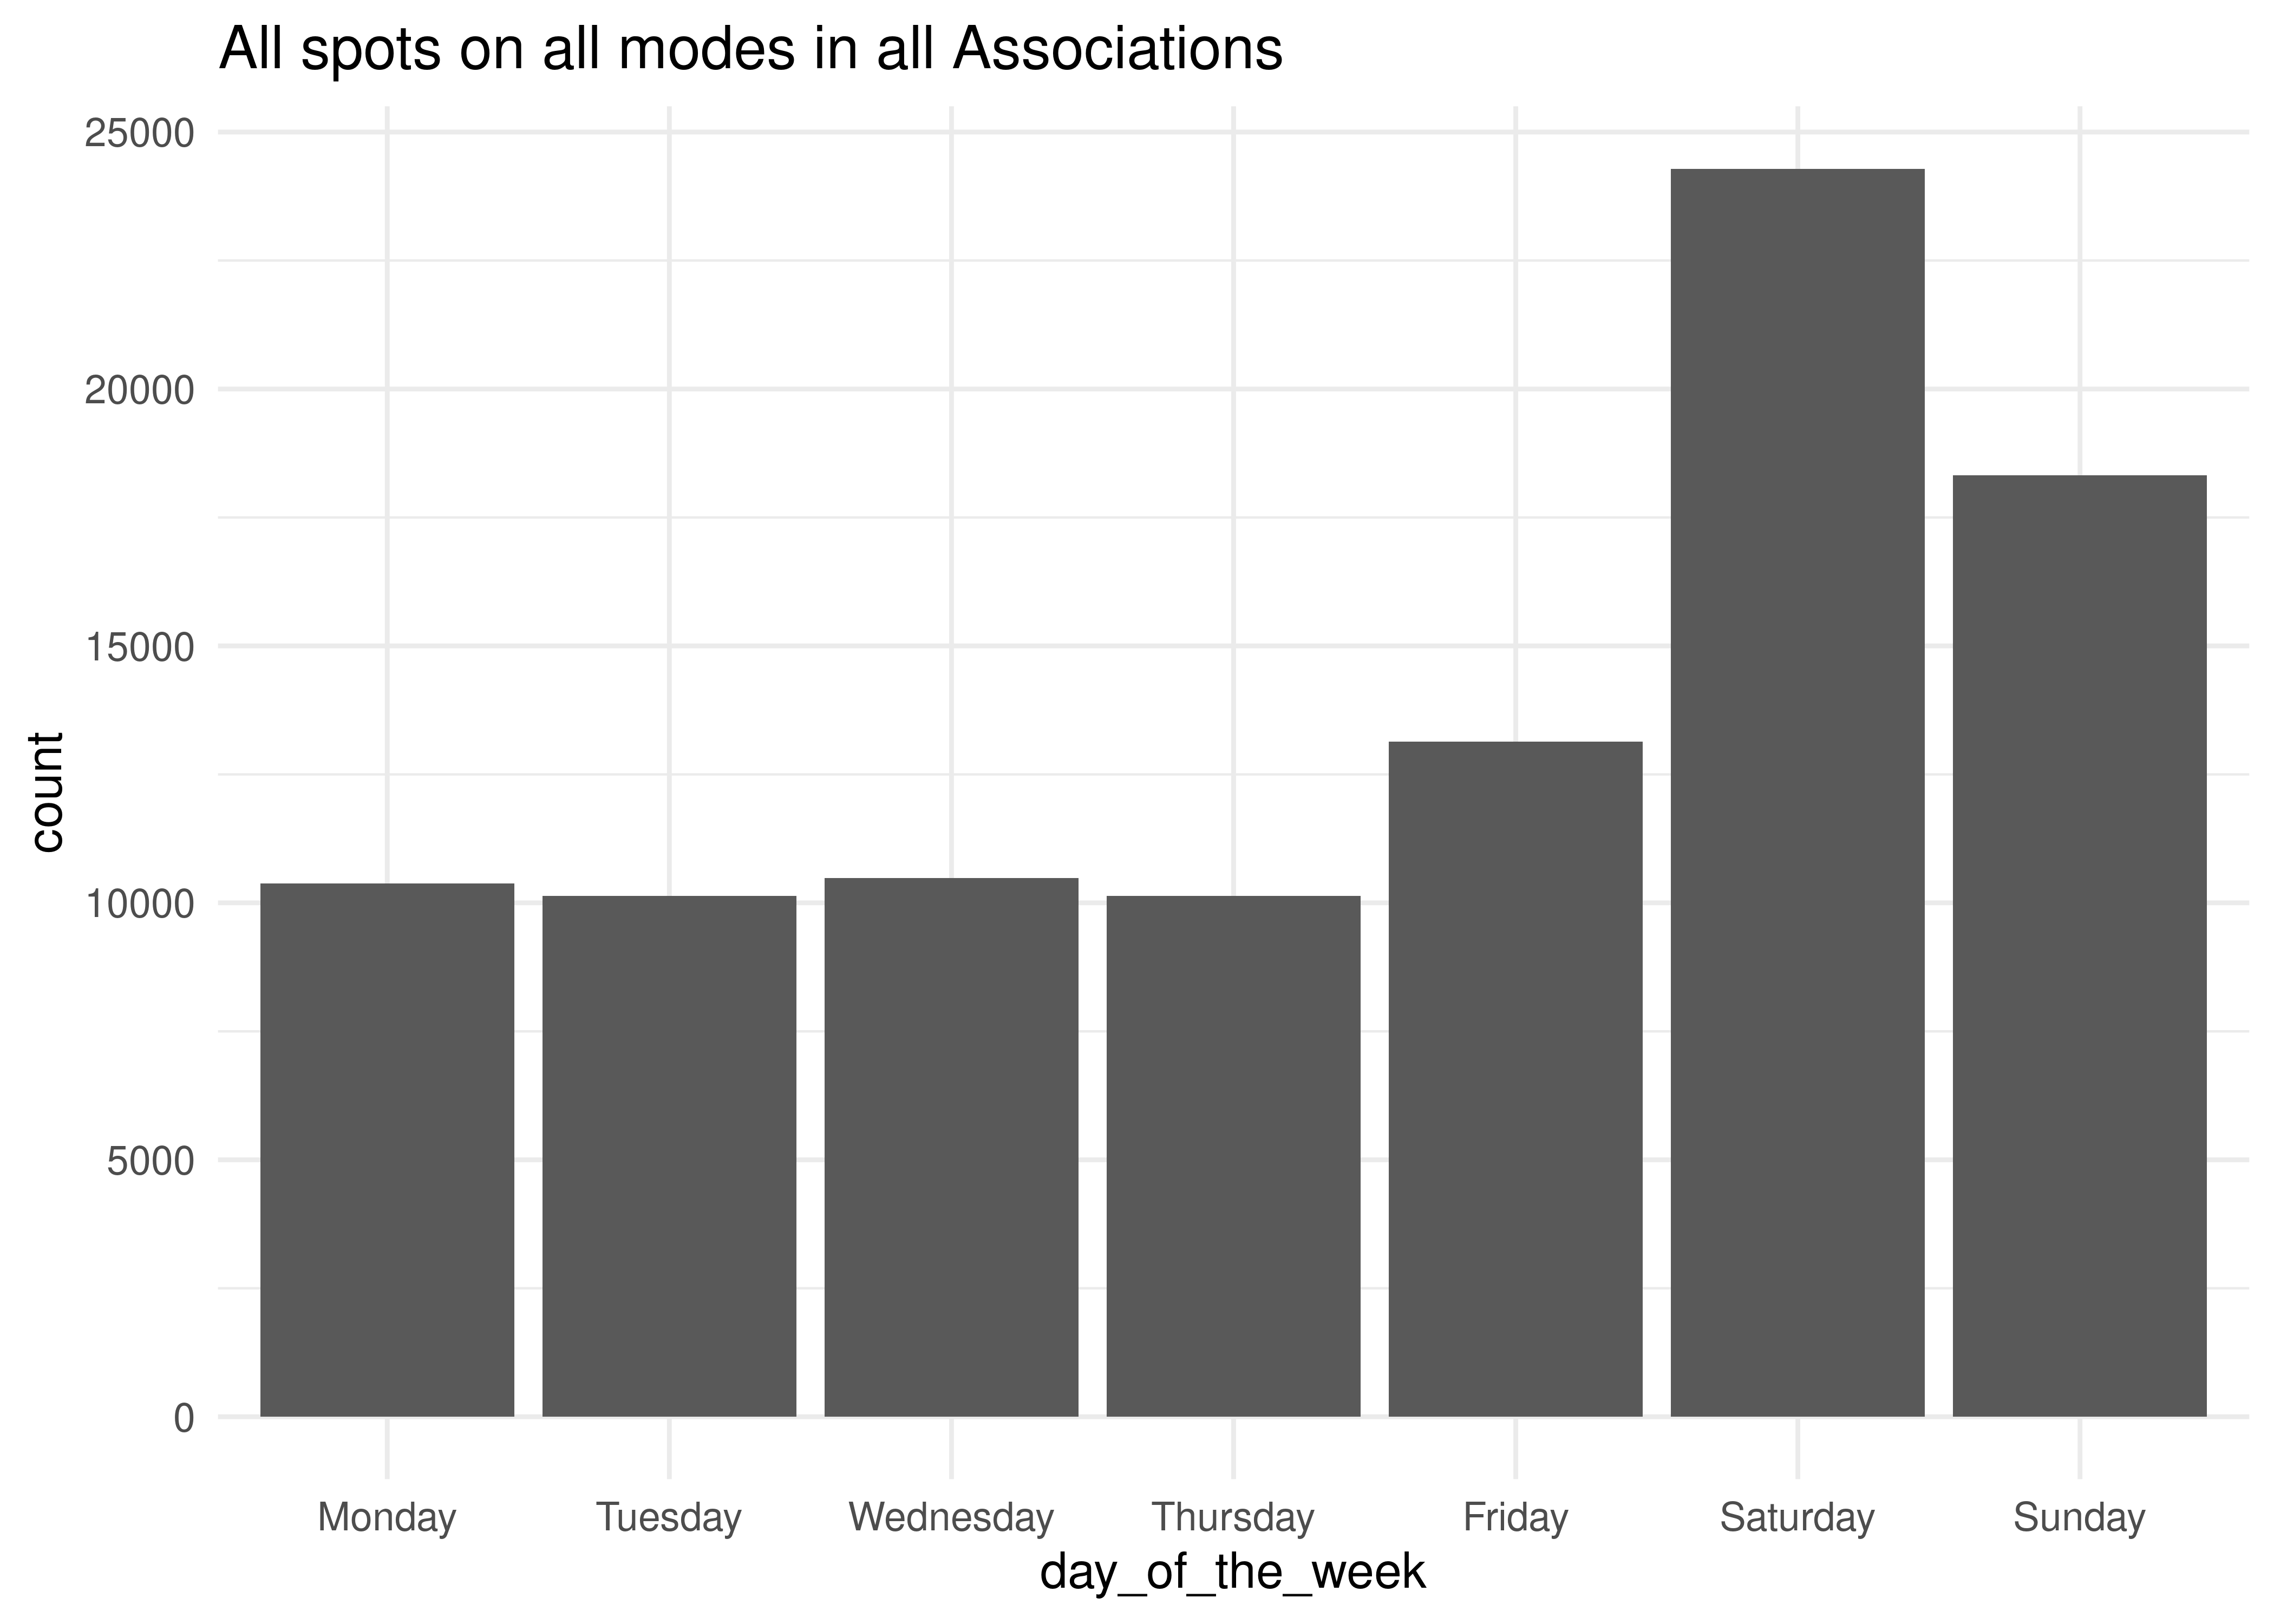 All spots on all modes in all Associations
25000
20000
15000
10000
5000
0
count
Monday Tuesday Wednesday Thursday Friday Saturday Sunday
day_of_the_week